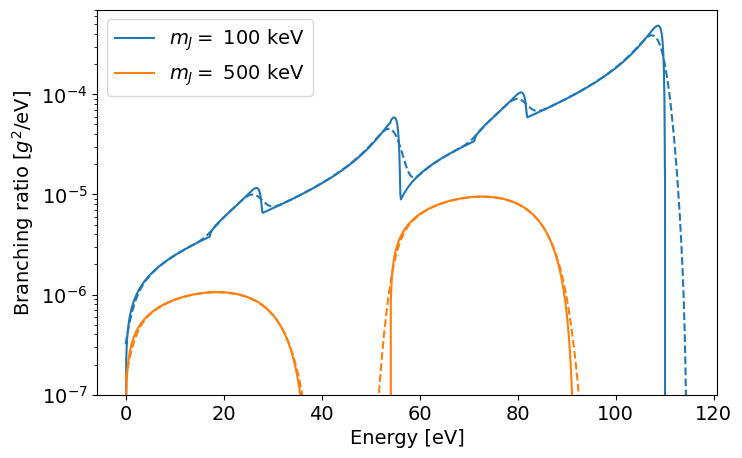 m_J = 100 keV
m_J = 500 keV
Branching ratio [g²/eV]
10⁻⁴
10⁻⁵
10⁻⁶
10⁻⁷
0 20 40 60 80 100 120
Energy [eV]